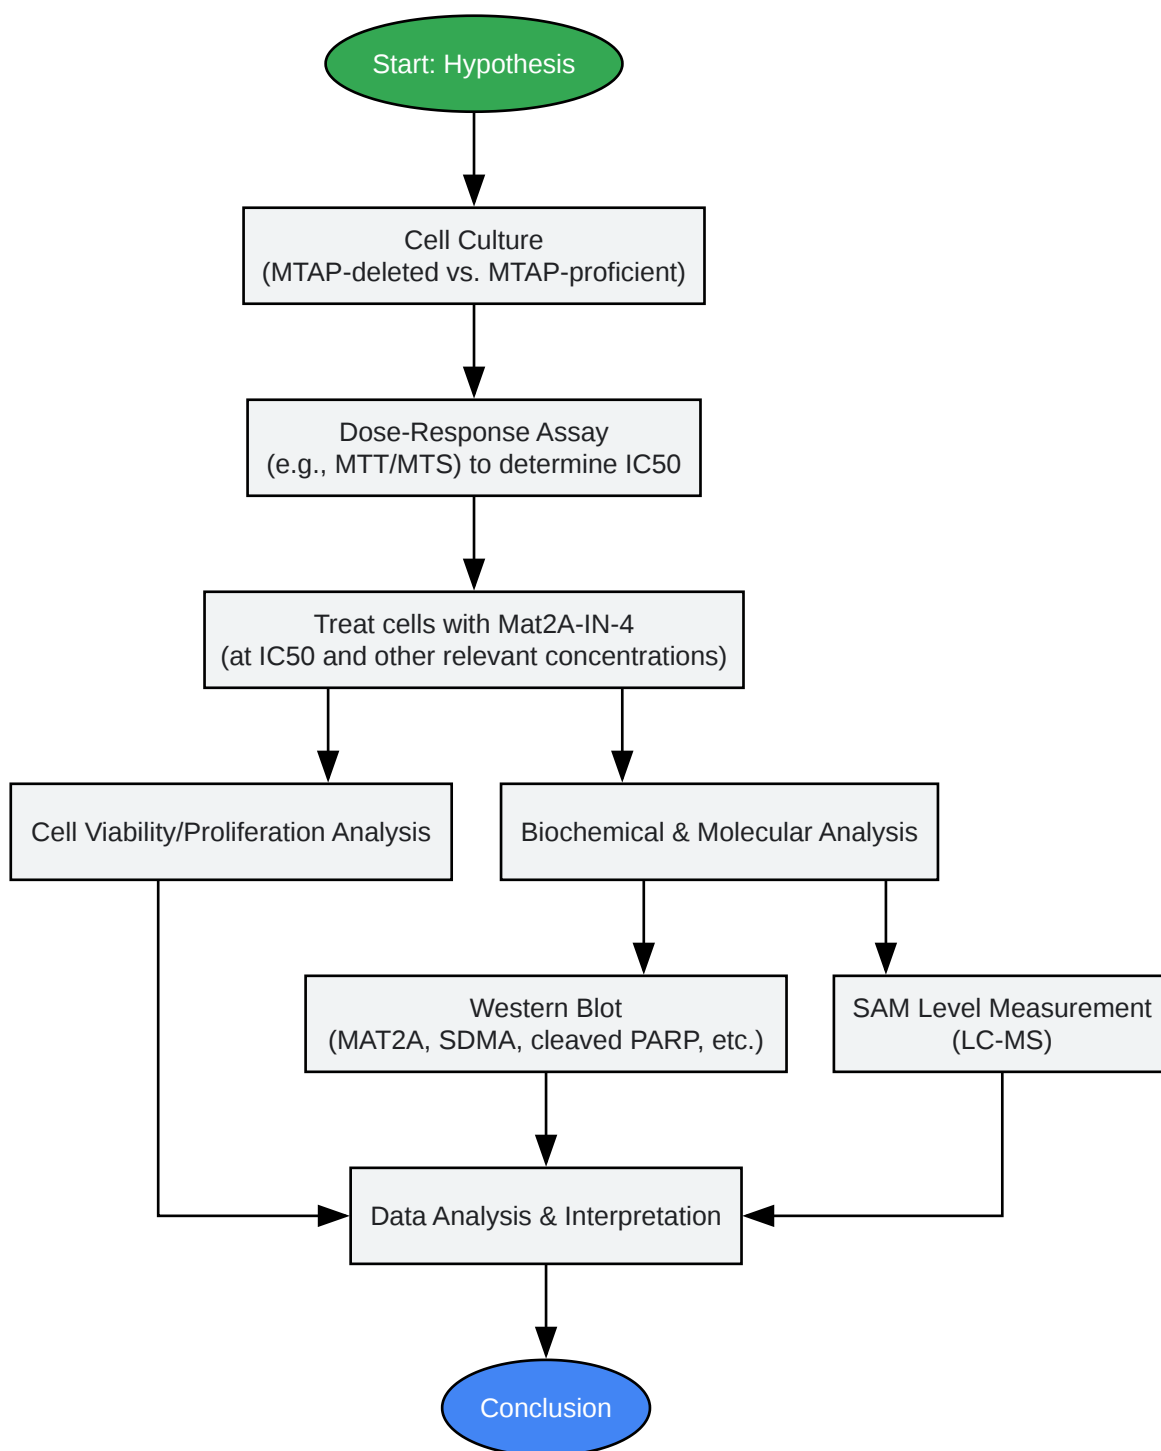 Start: Hypothesis
Cell Culture
(MTAP-deleted vs. MTAP-proficient)
Dose-Response Assay
(e.g., MTT/MTS) to determine IC50
Treat cells with Mat2A-IN-4
(at IC50 and other relevant concentrations)
Cell Viability/Proliferation Analysis
Biochemical & Molecular Analysis
Western Blot
(MAT2A, SDMA, cleaved PARP, etc.)
SAM Level Measurement
(LC-MS)
Data Analysis & Interpretation
Conclusion